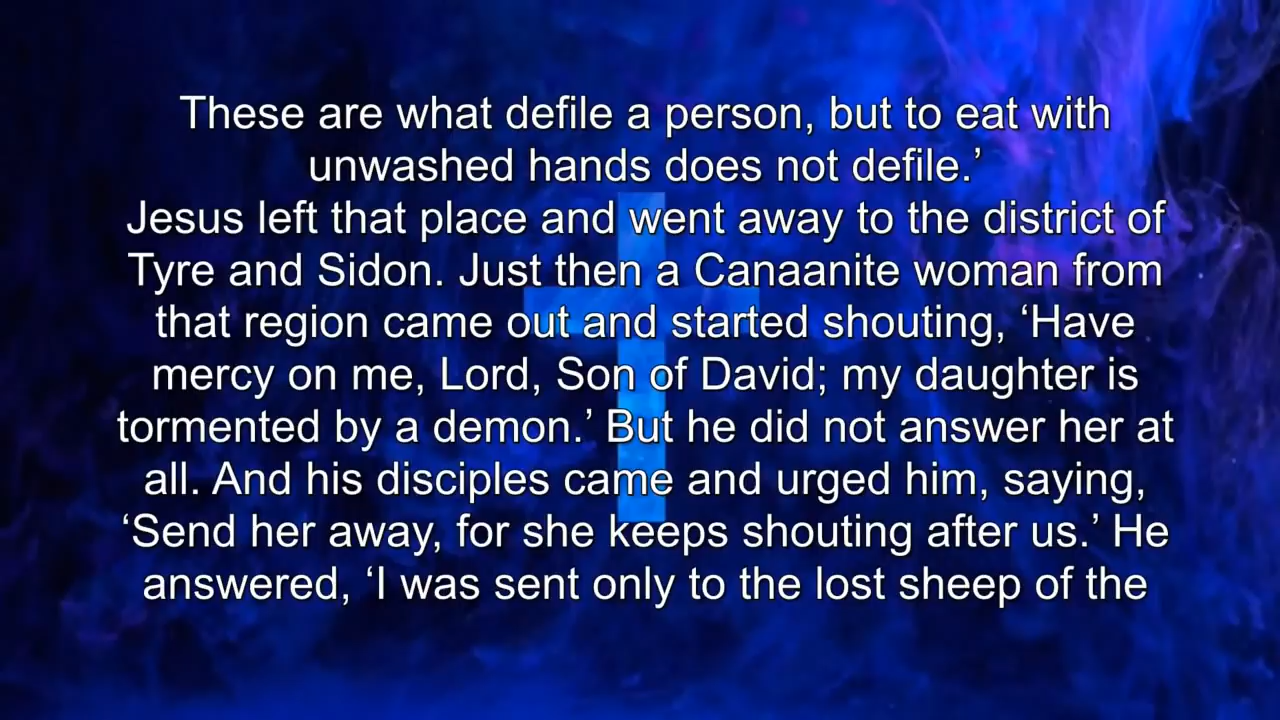 These are what defile a person, but to eat with
unwashed hands does not defile.’
Jesus left that place and went away to the district of
Tyre and Sidon. Just then a Canaanite woman from
that region came out and started shouting, ‘Have
mercy on me, Lord, Son of David; my daughter is
tormented by a demon.’ But he did not answer her at
all. And his disciples came and urged him, saying,
‘Send her away, for she keeps shouting after us.’ He
answered, ‘I was sent only to the lost sheep of the